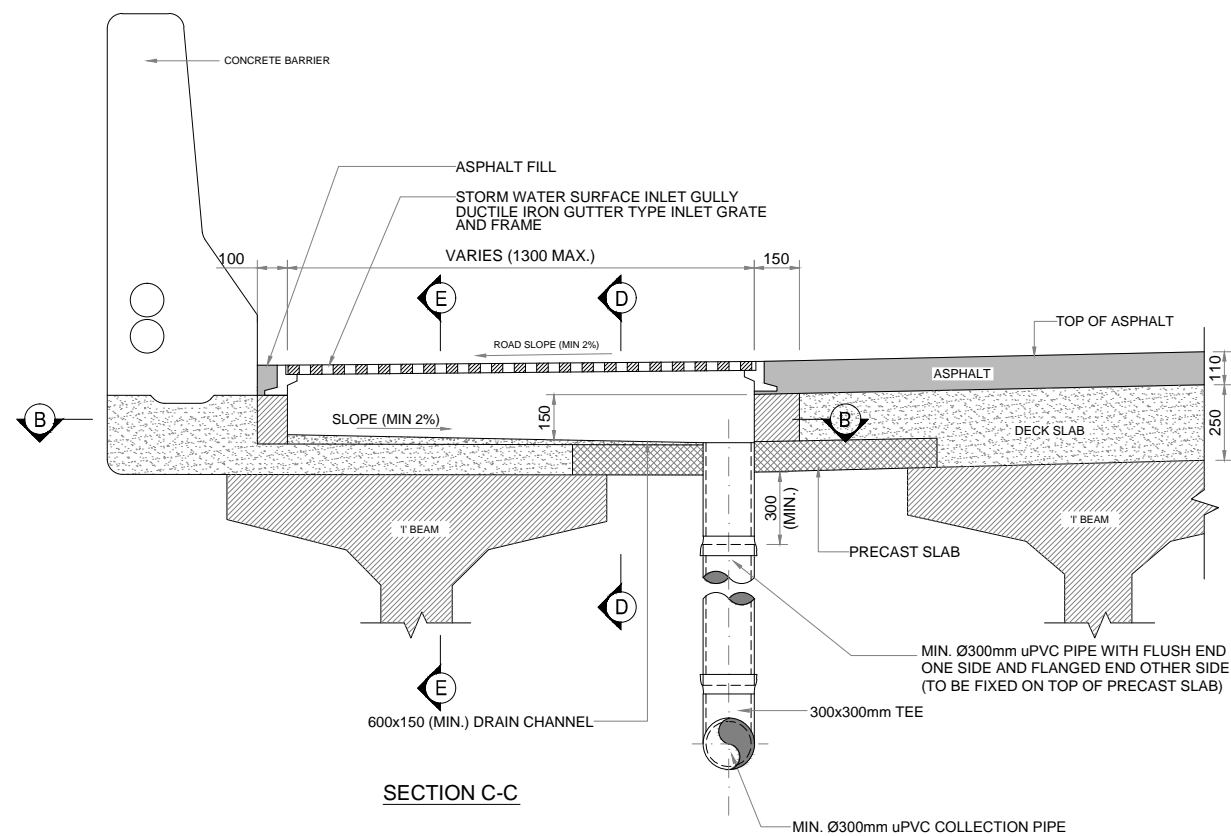 CONCRETE BARRIER
ASPHALT FILL
STORM WATER SURFACE INLET GULLY
DUCTILE IRON GUTTER TYPE INLET GRATE
AND FRAME
100
VARIES (1300 MAX.)
150
E
D
TOP OF ASPHALT
ROAD SLOPE (MIN 2%)
ASPHALT
110
B
SLOPE (MIN 2%)
150
B
DECK SLAB
250
'I' BEAM
300
(MIN.)
'I' BEAM
PRECAST SLAB
D
MIN. Ø300mm uPVC PIPE WITH FLUSH END
ONE SIDE AND FLANGED END OTHER SIDE
(TO BE FIXED ON TOP OF PRECAST SLAB)
E
600x150 (MIN.) DRAIN CHANNEL
300x300mm TEE
SECTION C-C
MIN. Ø300mm uPVC COLLECTION PIPE